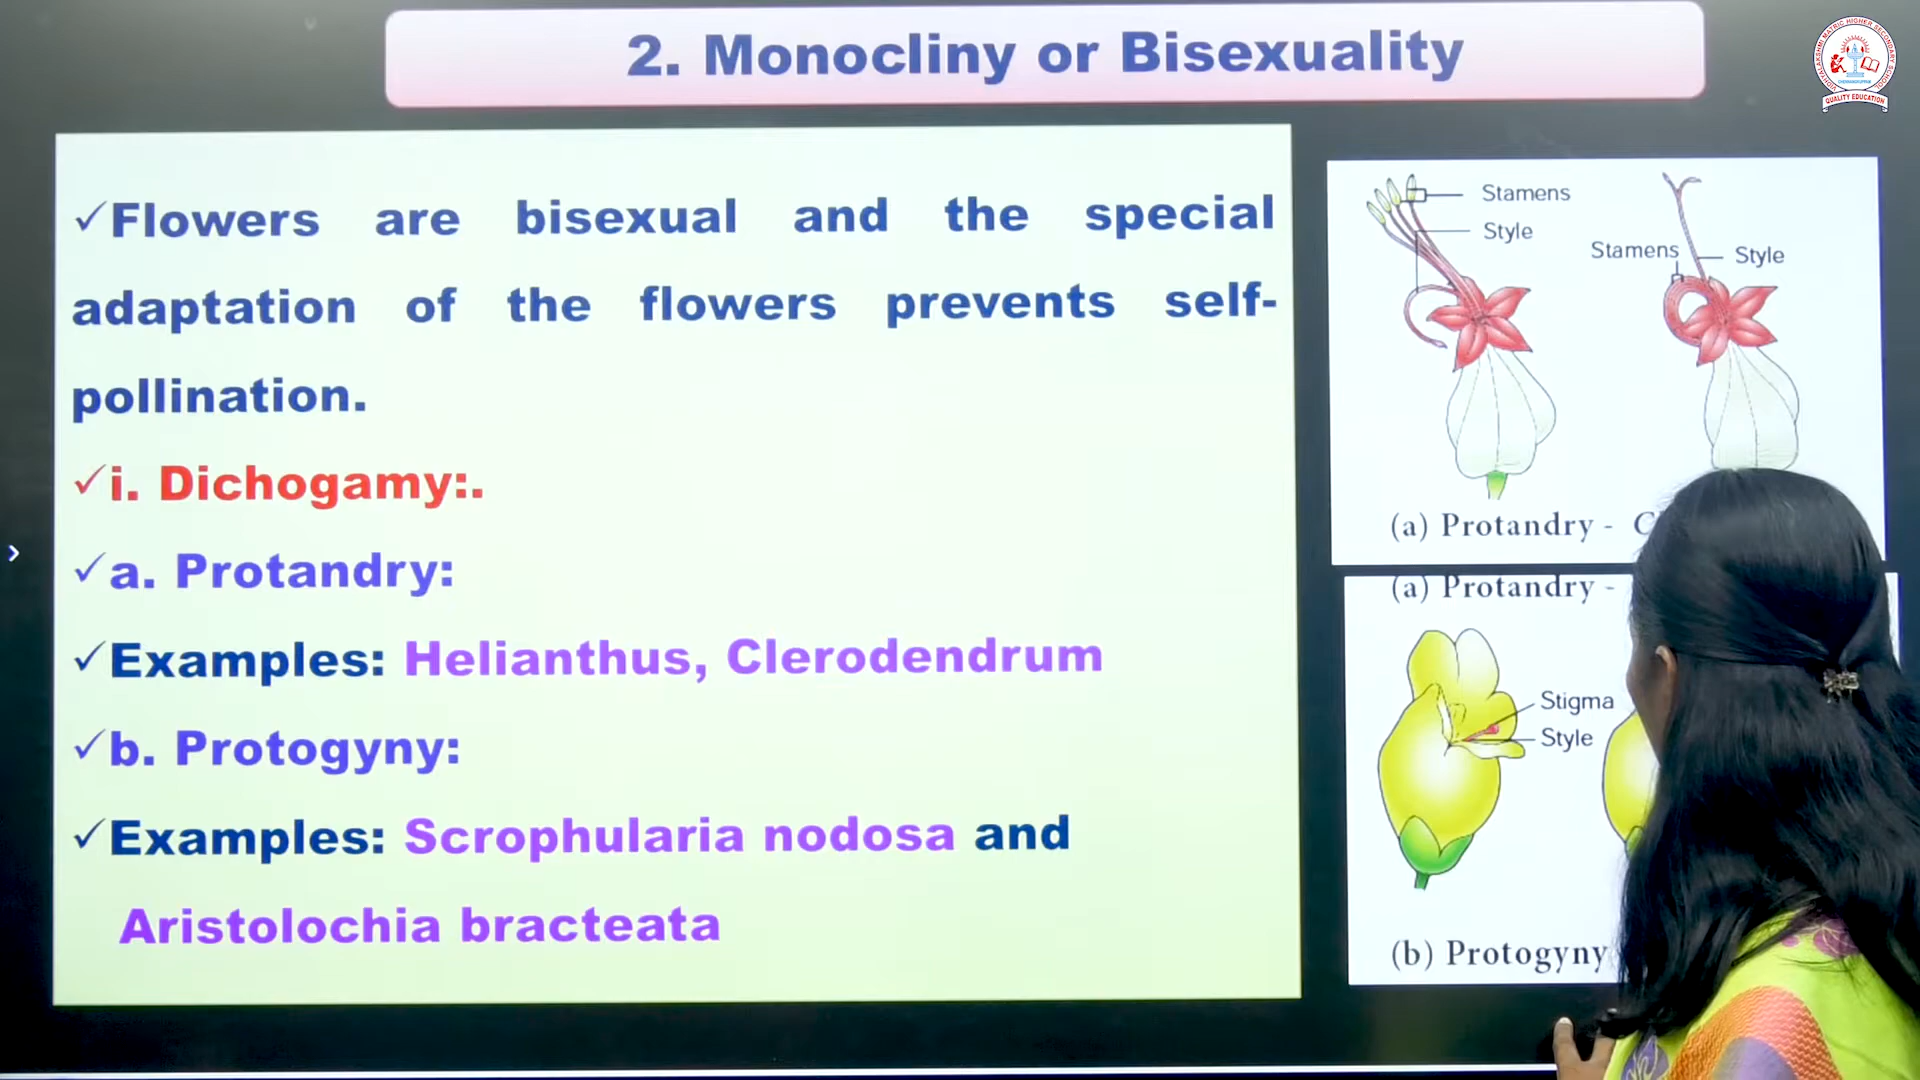 2. Monocliny or Bisexuality
✓Flowers are bisexual and the special
adaptation of the flowers prevents self-
pollination.
✓i. Dichogamy:.
✓a. Protandry:
✓Examples: Helianthus, Clerodendrum
✓b. Protogyny:
✓Examples: Scrophularia nodosa and
Aristolochia bracteata
Stamens
Style
Stamens
Style
(a) Protandry -
(a) Protandry -
Stigma
Style
(b) Protogyny
QUALITY EDUCATION